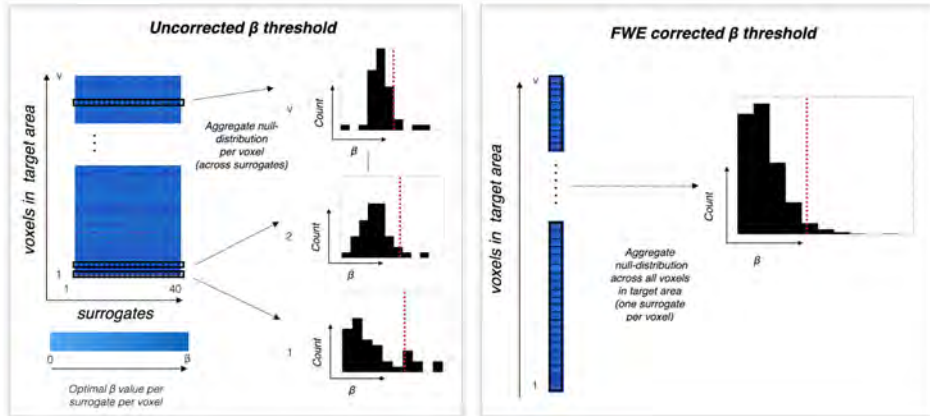 Uncorrected β threshold
voxels in target area
v
1
1
40
surrogates
0
β
Optimal β value per
surrogate per voxel
Aggregate null-
distribution
per voxel
(across surrogates)
v
Count
β
2
Count
β
1
Count
β
FWE corrected β threshold
voxels in target area
v
1
Aggregate
null-distribution
across all voxels
in target area
(one surrogate
per voxel)
Count
β